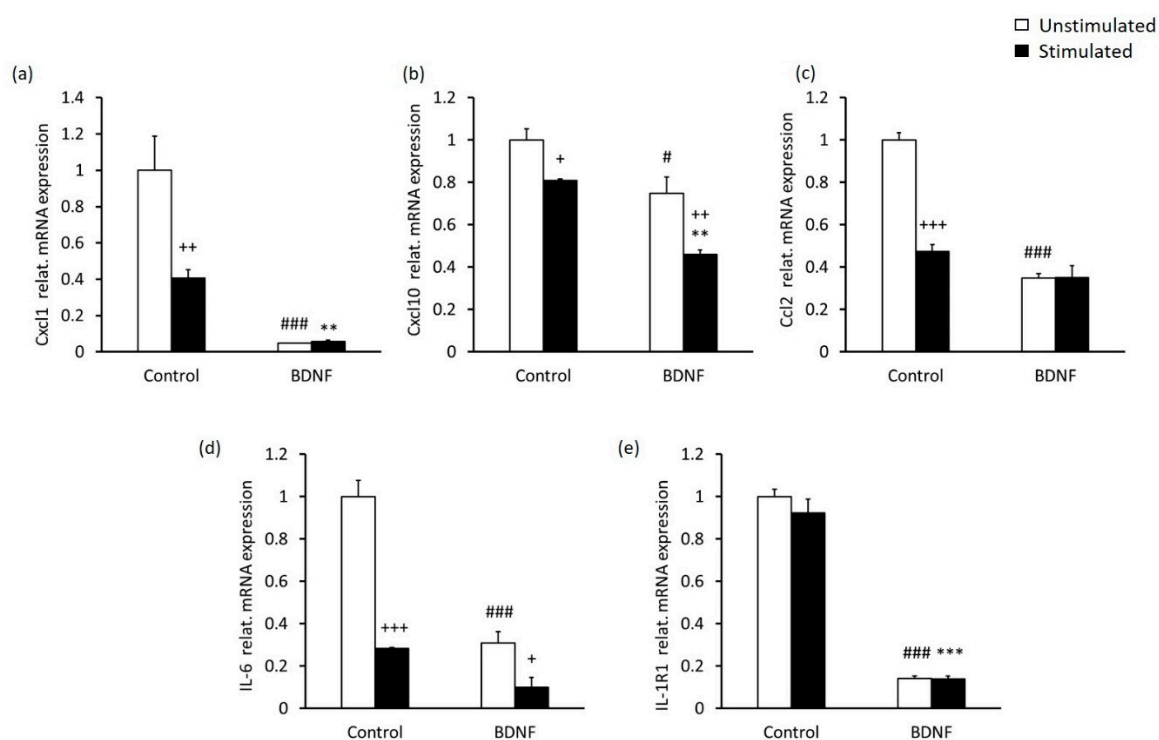 Unstimulated
Stimulated
(a)
Cxcl1 relat. mRNA expression
1.4
1.2
1
0.8
0.6
0.4
0.2
0
++
###
**
Control
BDNF
(b)
Cxcl10 relat. mRNA expression
1.2
1
0.8
0.6
0.4
0.2
0
+
#
++
**
Control
BDNF
(c)
Ccl2 relat. mRNA expression
1.2
1
0.8
0.6
0.4
0.2
0
+++
###
Control
BDNF
(d)
IL-6 relat. mRNA expression
1.2
1
0.8
0.6
0.4
0.2
0
+++
###
+
Control
BDNF
(e)
IL-1R1 relat. mRNA expression
1.2
1
0.8
0.6
0.4
0.2
0
### ***
Control
BDNF